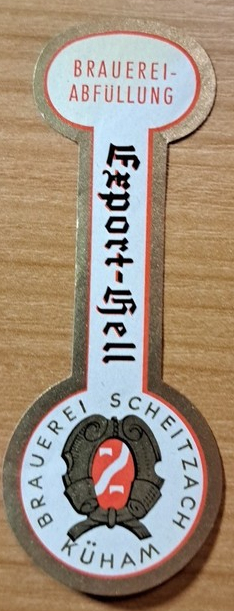 BRAUEREI-
ABFÜLLUNG
Export-Hell
BRAUEREI SCHEITZACH
KÜHAM